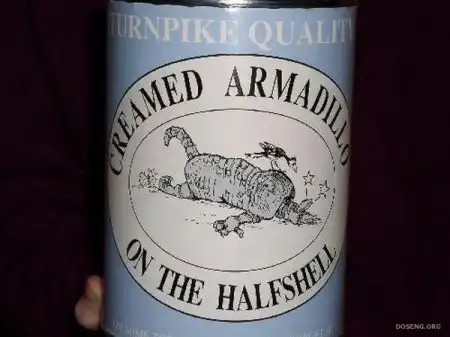 TURNPIKE QUALITY
CREAMED ARMADILLO
ON THE HALFSHELL
DOSENG.ORG